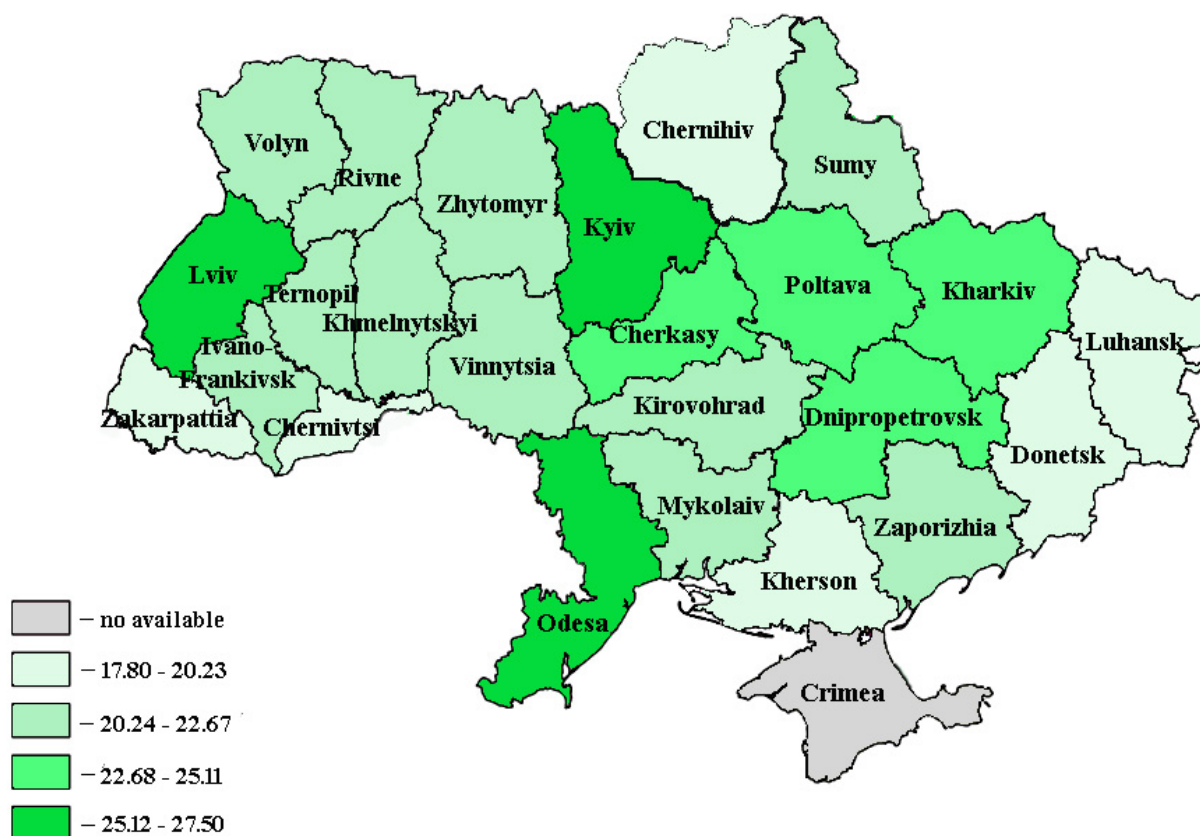 Chernihiv
Volyn
Sumy
Rivne
Zhytomyr
Kyiv
Lviv
Poltava
Kharkiv
Ternopil
Khmelnytskyi
Cherkasy
Luhansk
Ivano-
Frankivsk
Vinnytsia
Kirovohrad
Zakarpattia
Chernivtsi
Dnipropetrovsk
Donetsk
Mykolaiv
Zaporizhia
Kherson
Odesa
Crimea
– no available
– 17.80 - 20.23
– 20.24 - 22.67
– 22.68 - 25.11
– 25.12 - 27.50